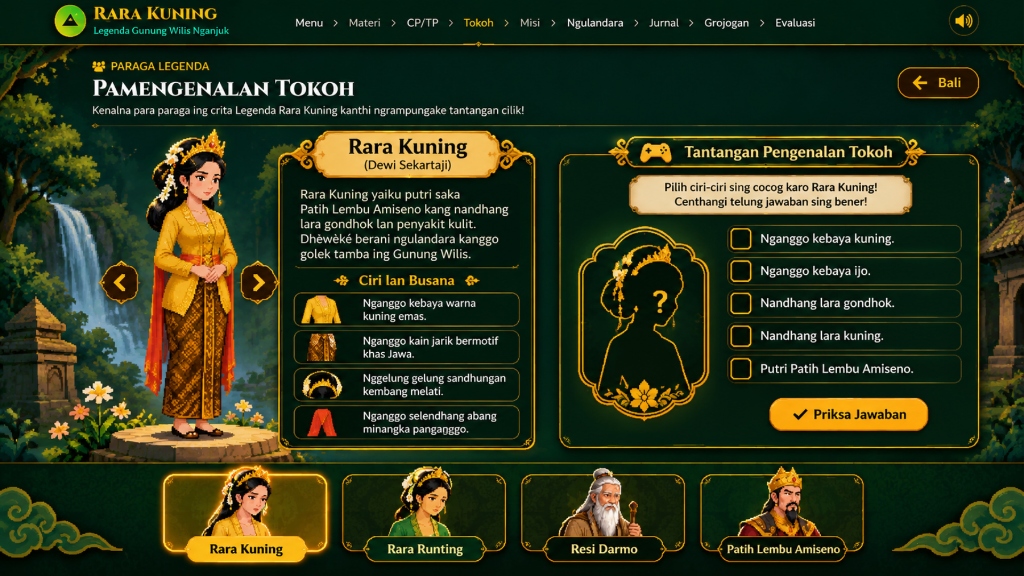 RARA KUNING
Legenda Gunung Wilis Nganjuk
Menu > Materi > CP/TP > Tokoh > Misi > Ngulandara > Jurnal > Grojogan > Evaluasi
PARAGA LEGENDA
PAMENGENALAN TOKOH
Kenalna para paraga ing crita Legenda Rara Kuning kanthi ngrampungake tantangan cilik!
Bali
Rara Kuning
(Dewi Sekartaji)
Rara Kuning yaiku putri saka
Patih Lembu Amiseno kang nandhang
lara gondhok lan penyakit kulit.
Dhèwèké berani ngulandara kanggo
golek tamba ing Gunung Wilis.
Ciri lan Busana
Nganggo kebaya warna
kuning emas.
Nganggo kain jarik bermotif
khas Jawa.
Nggelung gelung sandhungan
kembang melati.
Nganggo selendhang abang
minangka panganggo.
Tantangan Pengenalan Tokoh
Pilih ciri-ciri sing cocog karo Rara Kuning!
Centhangi telung jawaban sing bener!
?
Nganggo kebaya kuning.
Nganggo kebaya ijo.
Nandhang lara gondhok.
Nandhang lara kuning.
Putri Patih Lembu Amiseno.
Priksa Jawaban
Rara Kuning
Rara Runting
Resi Darmo
Patih Lembu Amiseno